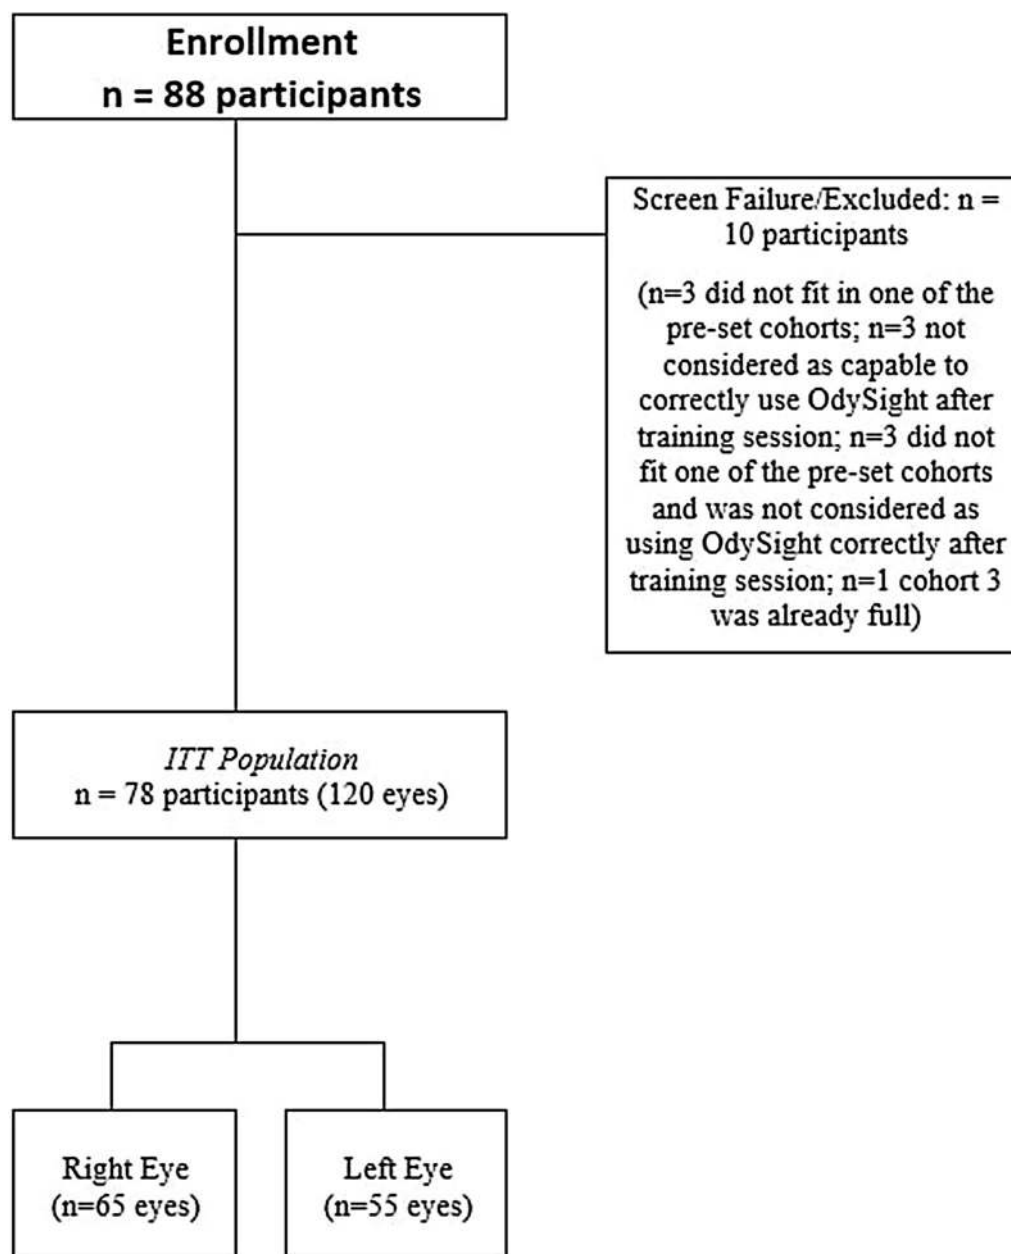 Enrollment
n = 88 participants
Screen Failure/Excluded: n =
10 participants
(n=3 did not fit in one of the
pre-set cohorts; n=3 not
considered as capable to
correctly use OdySight after
training session; n=3 did not
fit one of the pre-set cohorts
and was not considered as
using OdySight correctly after
training session; n=1 cohort 3
was already full)
ITT Population
n = 78 participants (120 eyes)
Right Eye
(n=65 eyes)
Left Eye
(n=55 eyes)